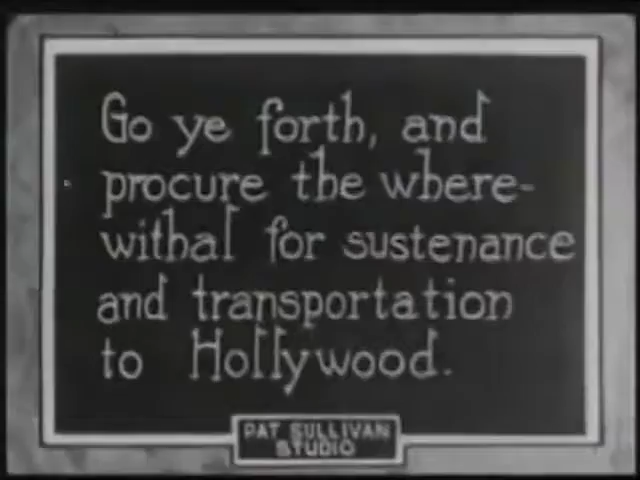 Go ye forth, and
procure the where-
withal for sustenance
and transportation
to Hollywood.
PAT SULLIVAN
STUDIO